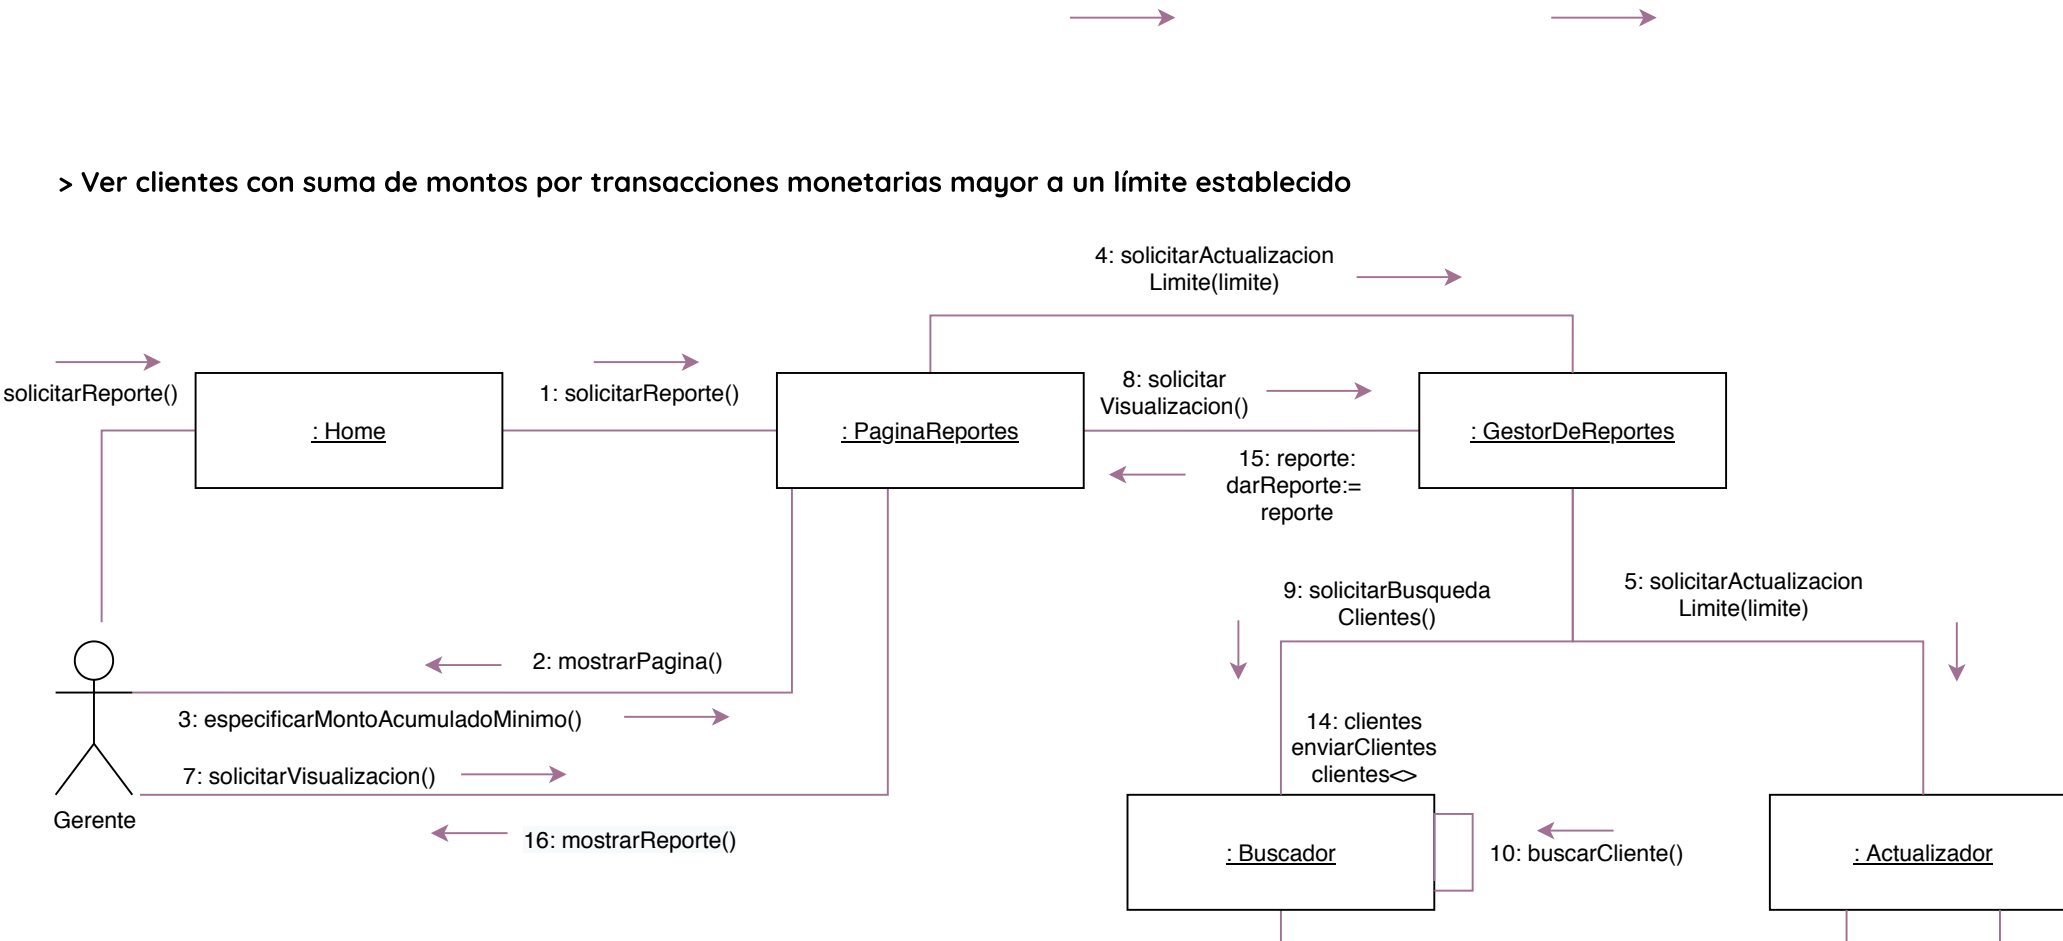 > Ver clientes con suma de montos por transacciones monetarias mayor a un límite establecido
4: solicitarActualizacion
Limite(limite)
solicitarReporte()
1: solicitarReporte()
8: solicitar
Visualizacion()
: Home
: PaginaReportes
: GestorDeReportes
15: reporte:
darReporte:=
reporte
9: solicitarBusqueda
Clientes()
5: solicitarActualizacion
Limite(limite)
2: mostrarPagina()
3: especificarMontoAcumuladoMinimo()
14: clientes
enviarClientes
clientes<>
7: solicitarVisualizacion()
Gerente
16: mostrarReporte()
: Buscador
10: buscarCliente()
: Actualizador